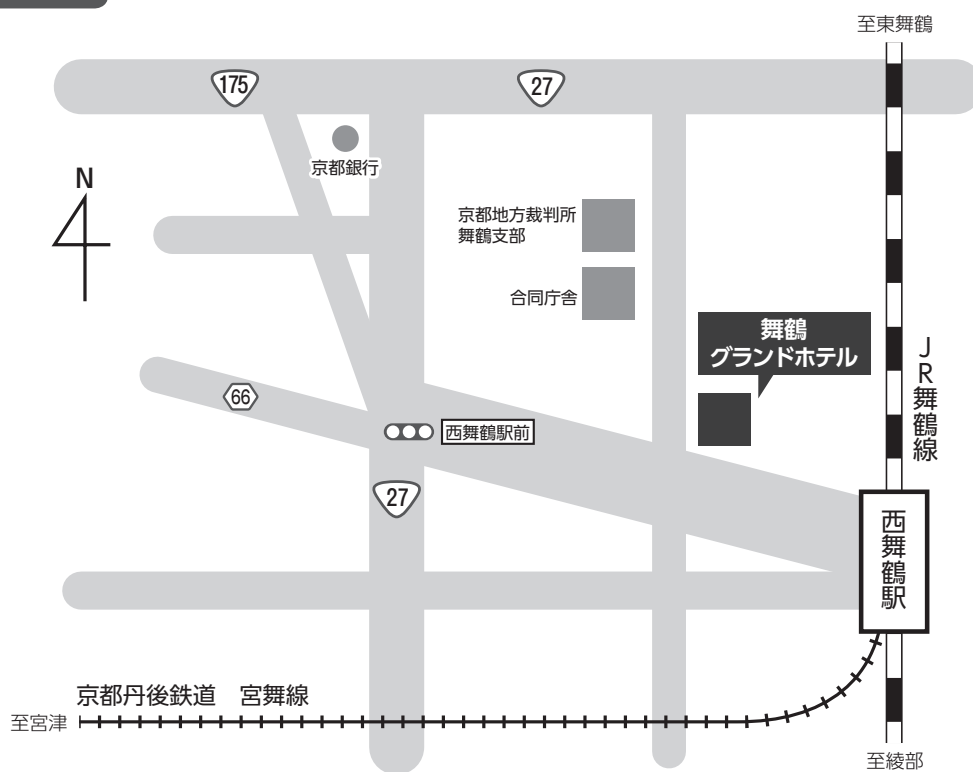 至東舞鶴
175
27
京都銀行
N
京都地方裁判所
舞鶴支部
合同庁舎
舞鶴
グランドホテル
JR舞鶴線
66
西舞鶴駅前
27
西舞鶴駅
京都丹後鉄道　宮舞線
至宮津
至綾部